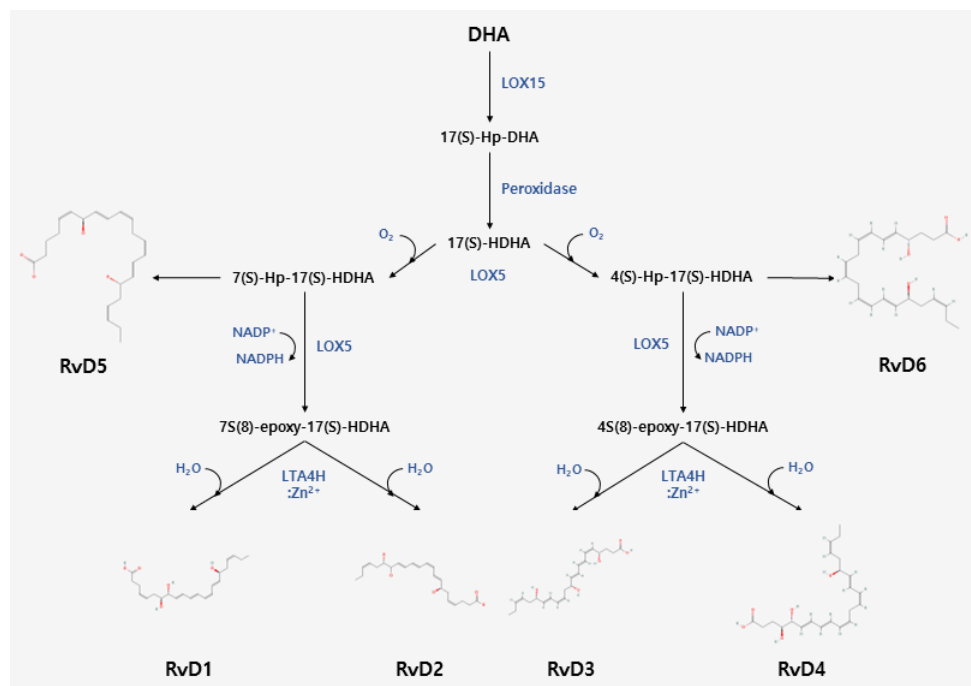 DHA
LOX15
17(S)-Hp-DHA
Peroxidase
17(S)-HDHA
O2
O2
LOX5
7(S)-Hp-17(S)-HDHA
4(S)-Hp-17(S)-HDHA
RvD5
RvD6
NADP+
NADPH
LOX5
LOX5
NADP+
NADPH
7S(8)-epoxy-17(S)-HDHA
4S(8)-epoxy-17(S)-HDHA
H2O
LTA4H
:Zn2+
H2O
H2O
LTA4H
:Zn2+
H2O
RvD1
RvD2
RvD3
RvD4